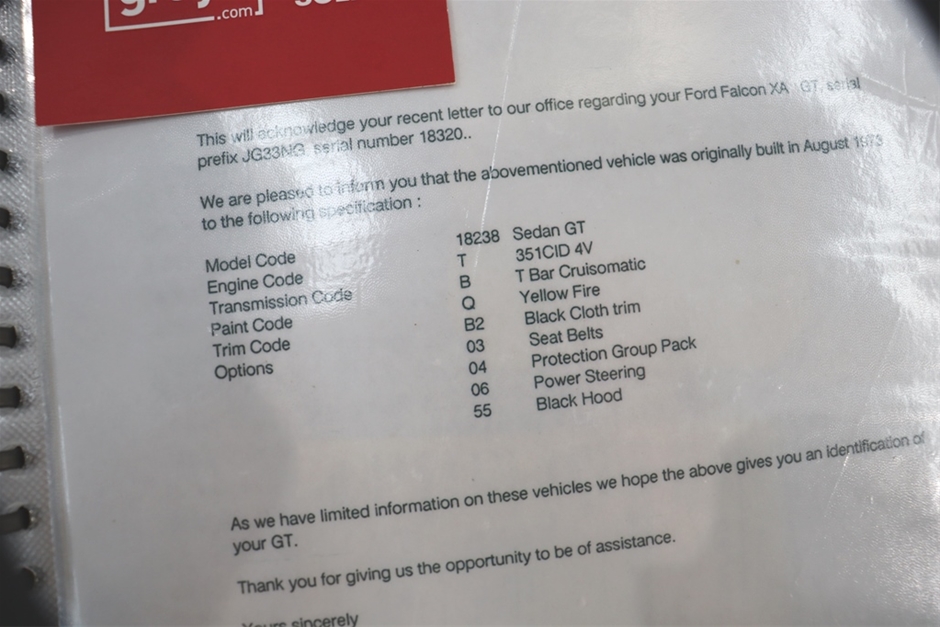 .com
This will acknowledge your recent letter to our office regarding your Ford Falcon XA GT, serial
prefix JG33NG serial number 18320..
We are pleased to inform you that the abovementioned vehicle was originally built in August 1973
to the following specification :
Model Code 18238 Sedan GT
Engine Code T 351CID 4V
Transmission Code B T Bar Cruisomatic
Paint Code Q Yellow Fire
Trim Code B2 Black Cloth trim
Options 03 Seat Belts
04 Protection Group Pack
06 Power Steering
55 Black Hood
As we have limited information on these vehicles we hope the above gives you an identification of
your GT.
Thank you for giving us the opportunity to be of assistance.
Yours sincerely